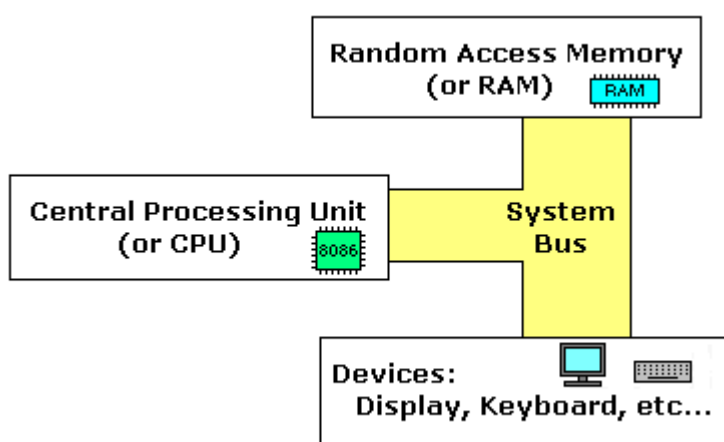 Random Access Memory
(or RAM)
RAM
Central Processing Unit
(or CPU)
8086
System
Bus
Devices:
Display, Keyboard, etc...